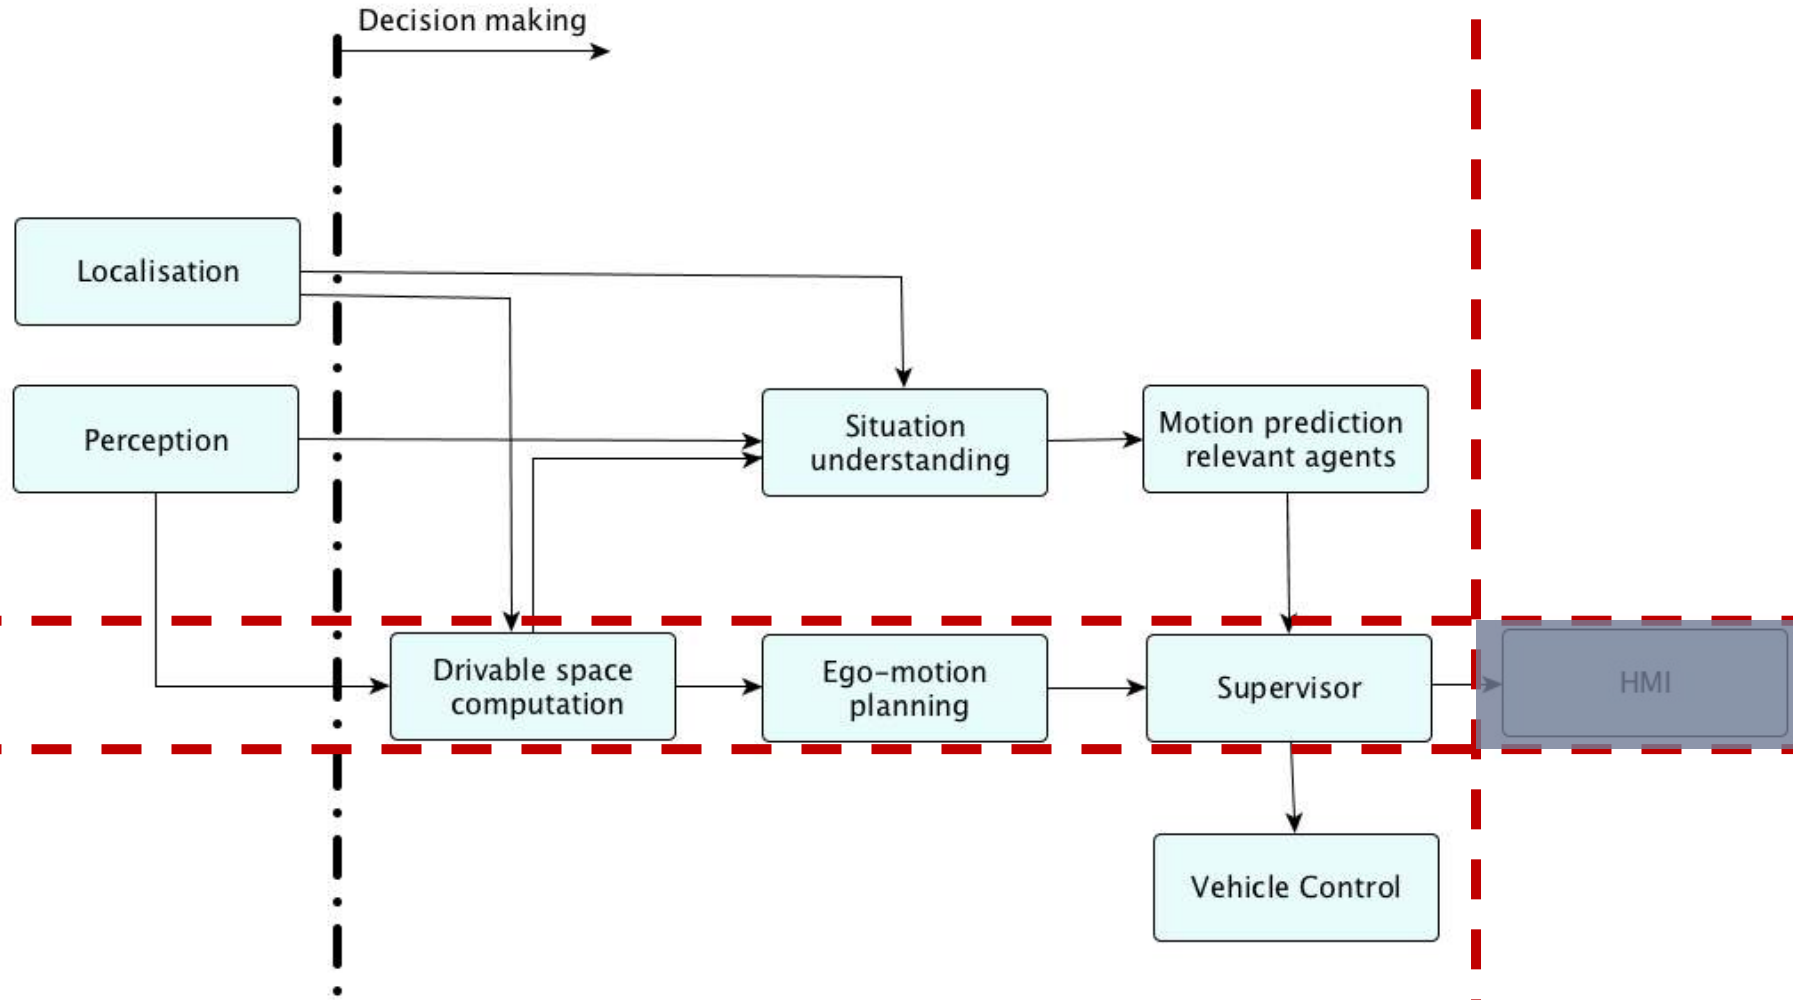 Decision making
Localisation
Perception
Situation
understanding
Motion prediction
relevant agents
Drivable space
computation
Ego-motion
planning
Supervisor
HMI
Vehicle Control